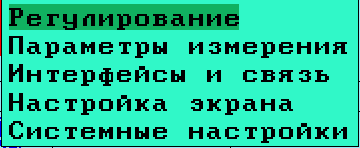 Регулирование
Параметры измерения
Интерфейсы и связь
Настройка экрана
Системные настройки